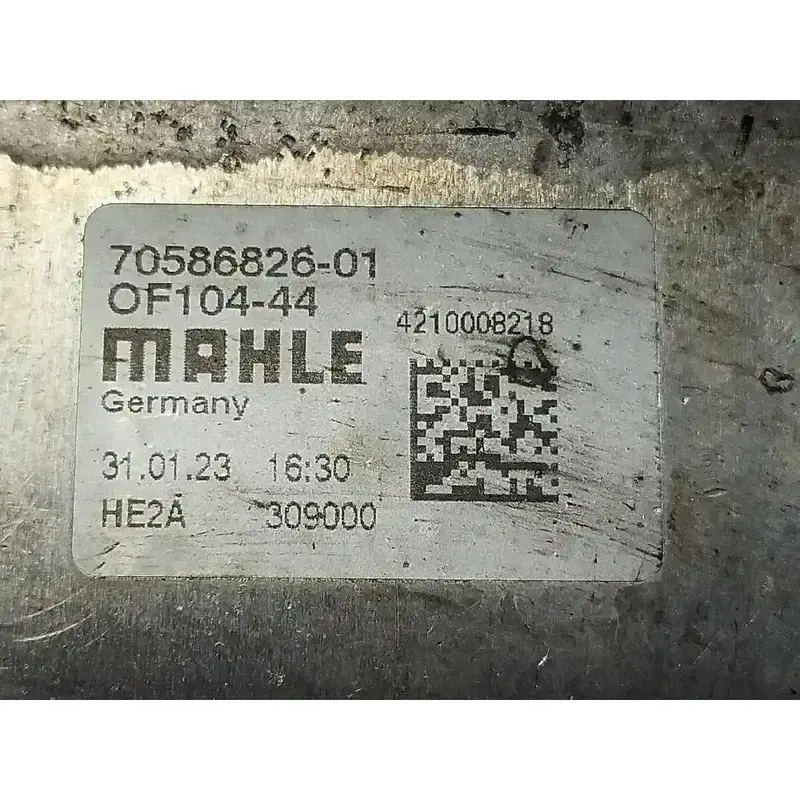 70586826-01
OF104-44
MAHLE
Germany
4210008218
31.01.23 16:30
HE2A 309000